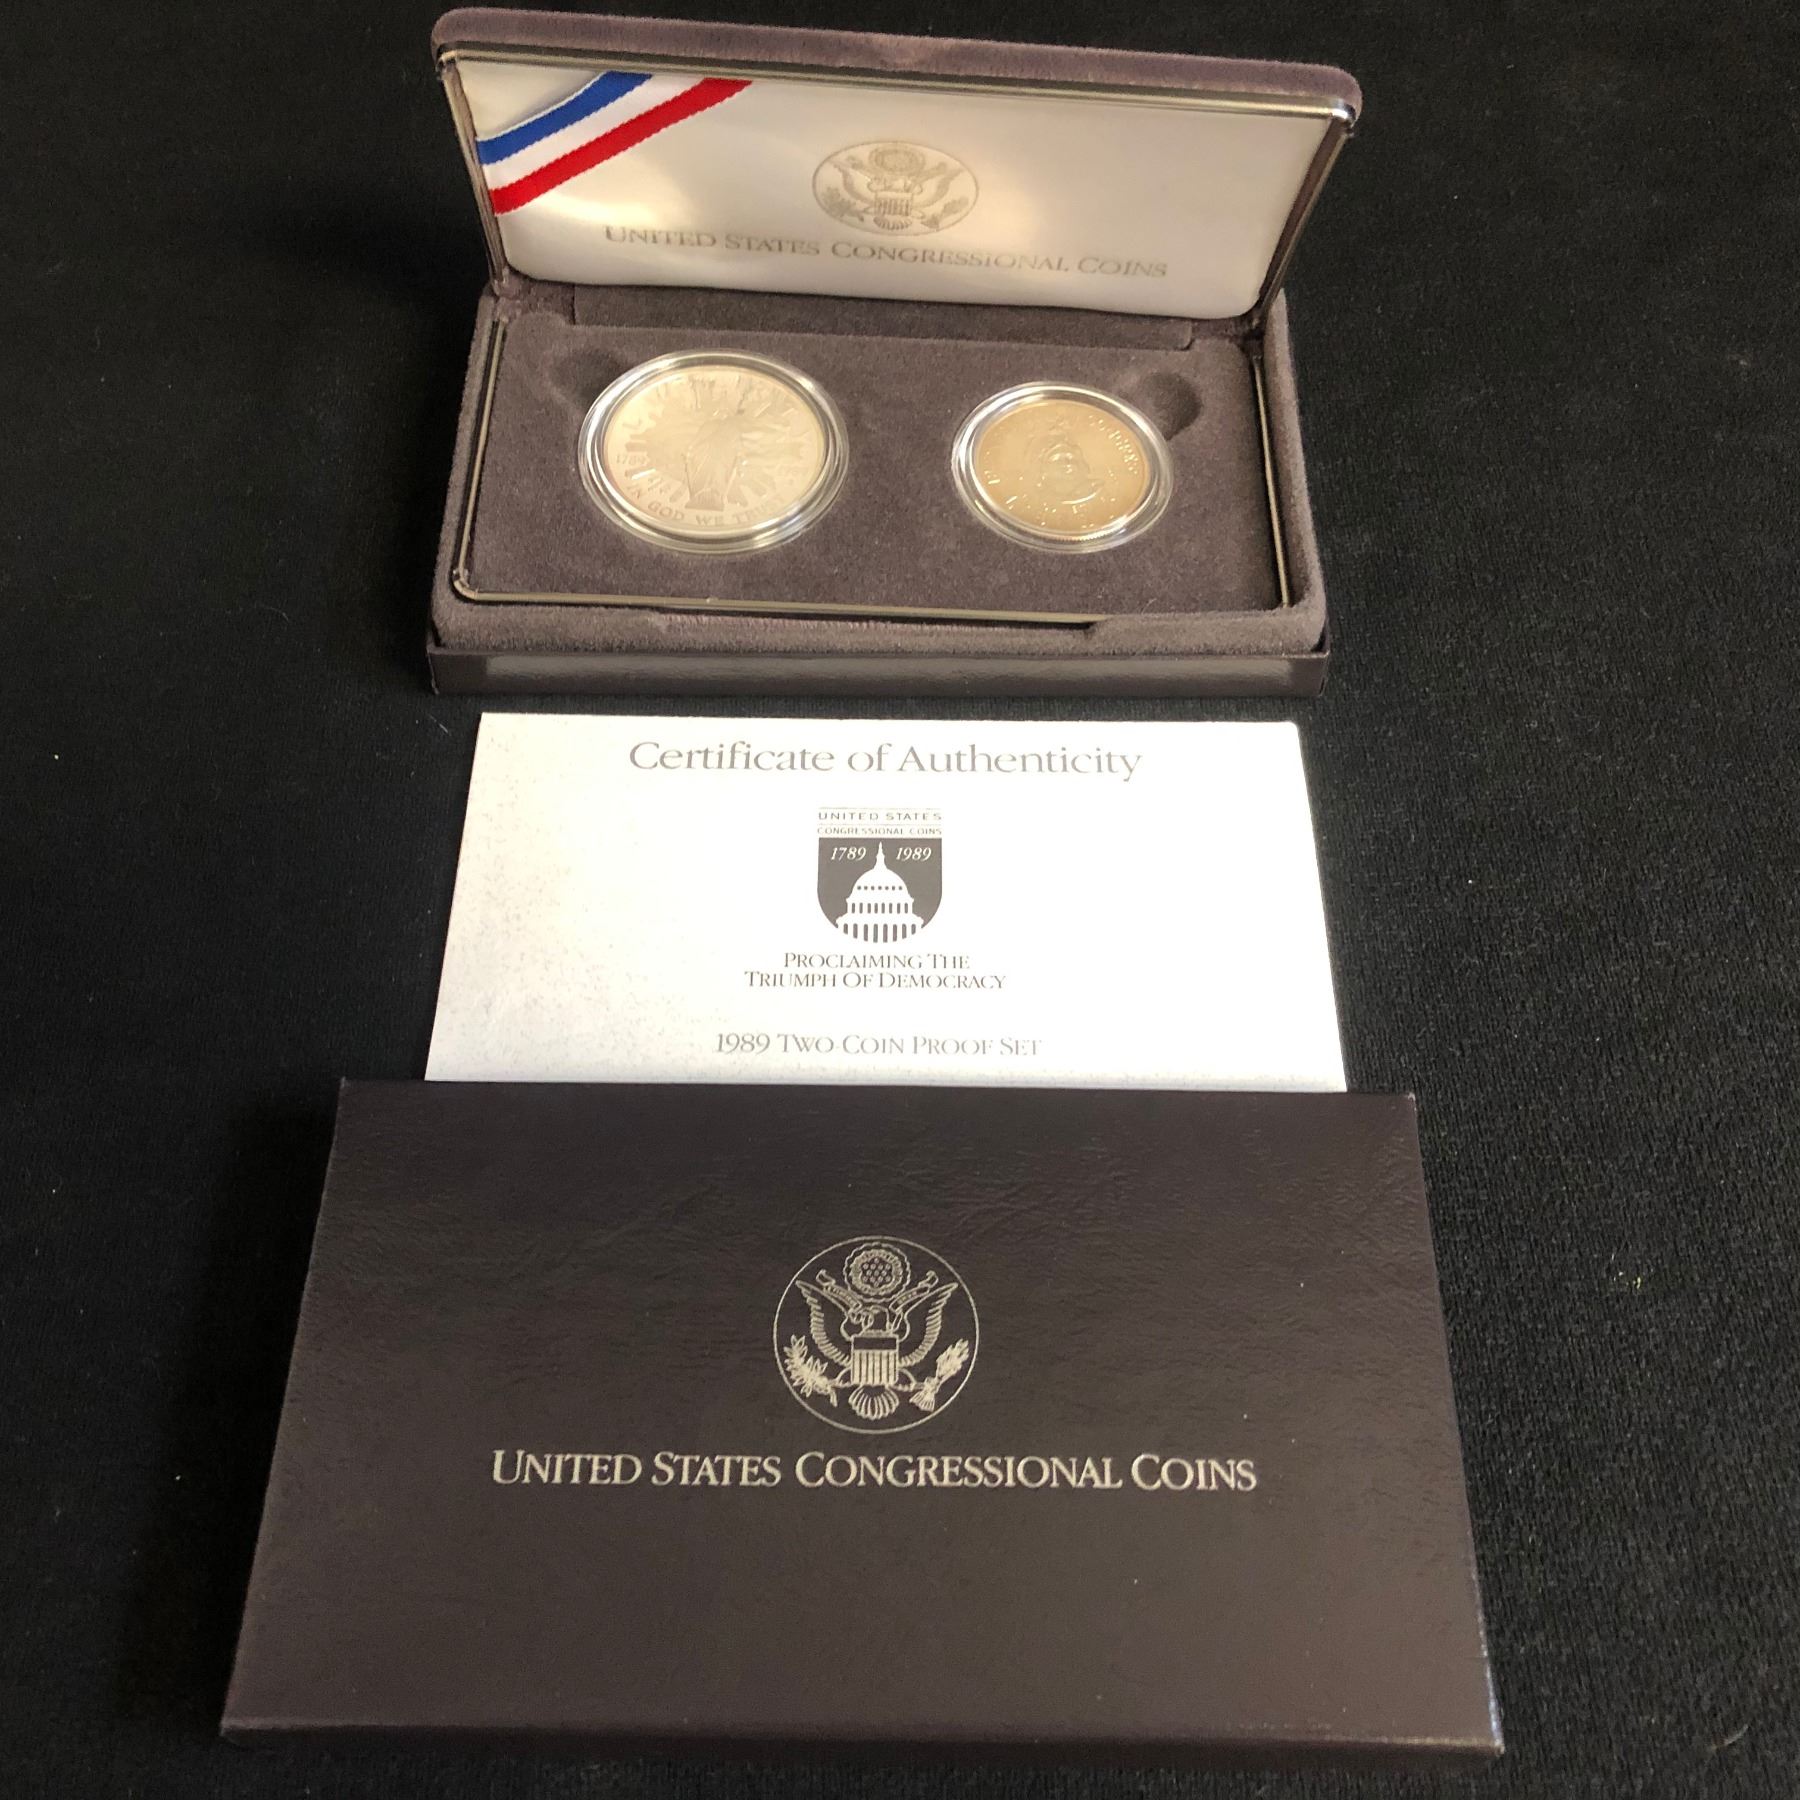 UNITED STATES CONGRESSIONAL COINS
1789
IN GOD WE TRUST
Certificate of Authenticity
UNITED STATES
CONGRESSIONAL COINS
1789 1989
PROCLAIMING THE
TRIUMPH OF DEMOCRACY
1989 TWO-COIN PROOF SET
UNITED STATES CONGRESSIONAL COINS